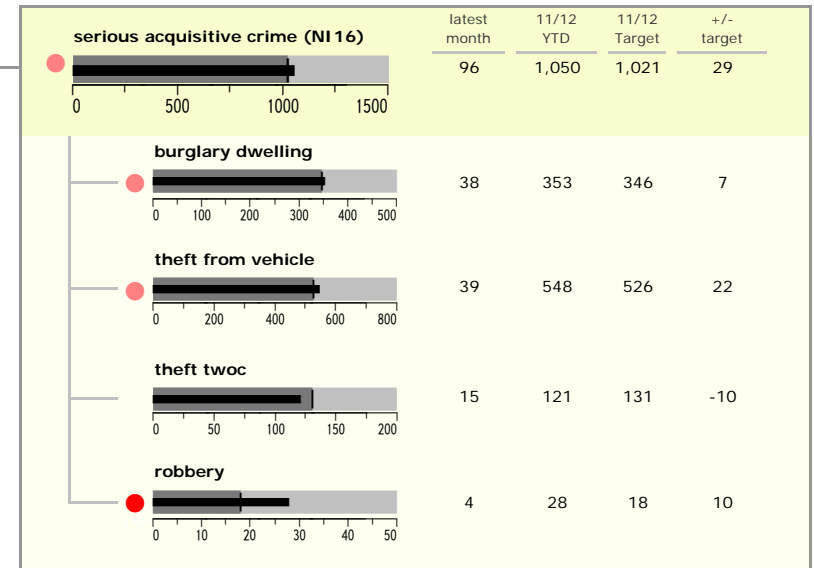 latest 11/12 11/12 +/-
month YTD Target target
serious acquisitive crime (NI16)
96 1,050 1,021 29
0 500 1000 1500
burglary dwelling
38 353 346 7
0 100 200 300 400 500
theft from vehicle
39 548 526 22
0 200 400 600 800
theft twoc
15 121 131 -10
0 50 100 150 200
robbery
4 28 18 10
0 10 20 30 40 50